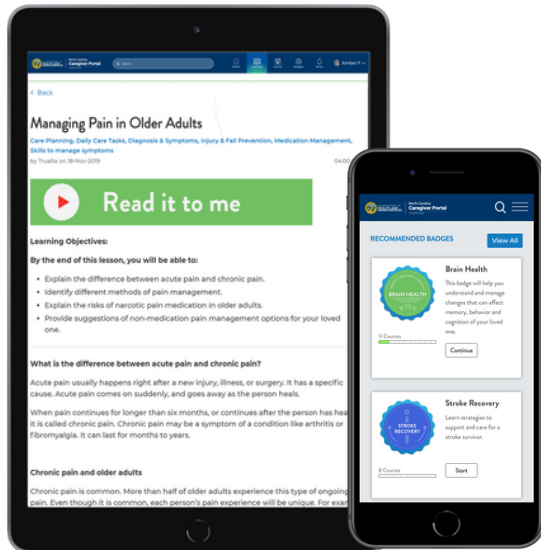 North Carolina
Caregiver Portal
Amber F
< Back
Managing Pain in Older Adults
Care Planning, Daily Care Tasks, Diagnosis & Symptoms, Injury & Fall Prevention, Medication Management,
Skills to manage symptoms
by Trualta on 18-Nov-2019
04:00
Read it to me
Learning Objectives:
By the end of this lesson, you will be able to:
• Explain the difference between acute pain and chronic pain.
• Identify different methods of pain management.
• Explain the risks of narcotic pain medication in older adults.
• Provide suggestions of non-medication pain management options for your loved
one.
What is the difference between acute pain and chronic pain?
Acute pain usually happens right after a new injury, illness, or surgery. It has a specific
cause. Acute pain comes on suddenly, and goes away as the person heals.
When pain continues for longer than six months, or continues after the person has hea
it is called chronic pain. Chronic pain may be a symptom of a condition like arthritis or
fibromyalgia. It can last for months to years.
Chronic pain and older adults
Chronic pain is common. More than half of older adults experience this type of ongoing
pain. Even though it is common, each person's pain experience will be unique. For exam
North Carolina
Caregiver Portal
RECOMMENDED BADGES
View All
BRAIN HEALTH
Brain Health
This badge will help you
understand and manage
changes that can affect
memory, behavior and
cognition of your loved
one.
11 Courses
Continue
STROKE
RECOVERY
Stroke Recovery
Learn strategies to
support and care for a
stroke survivor.
8 Courses
Start